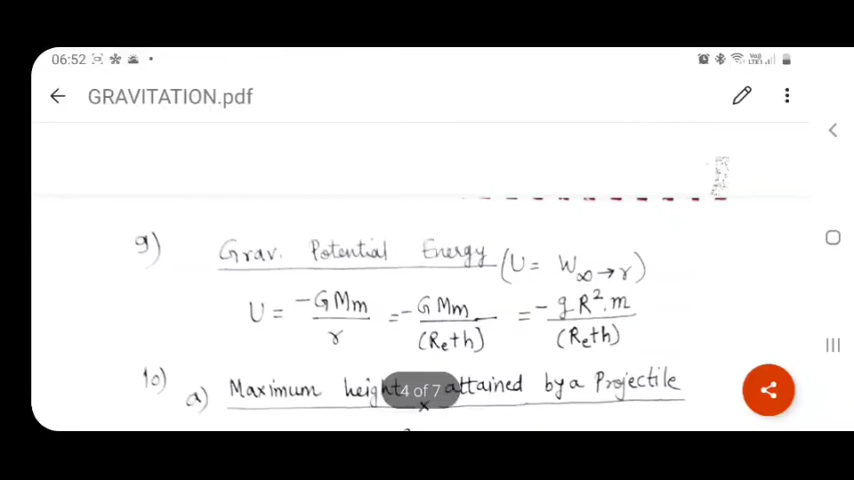 06:52
GRAVITATION.pdf
9) Grav. Potential Energy (U = W∞→r)
U = -GMm/r = -GMm/(Re+h) = -gR².m/(Re+h)
10) a) Maximum height attained by a Projectile
4 of 7